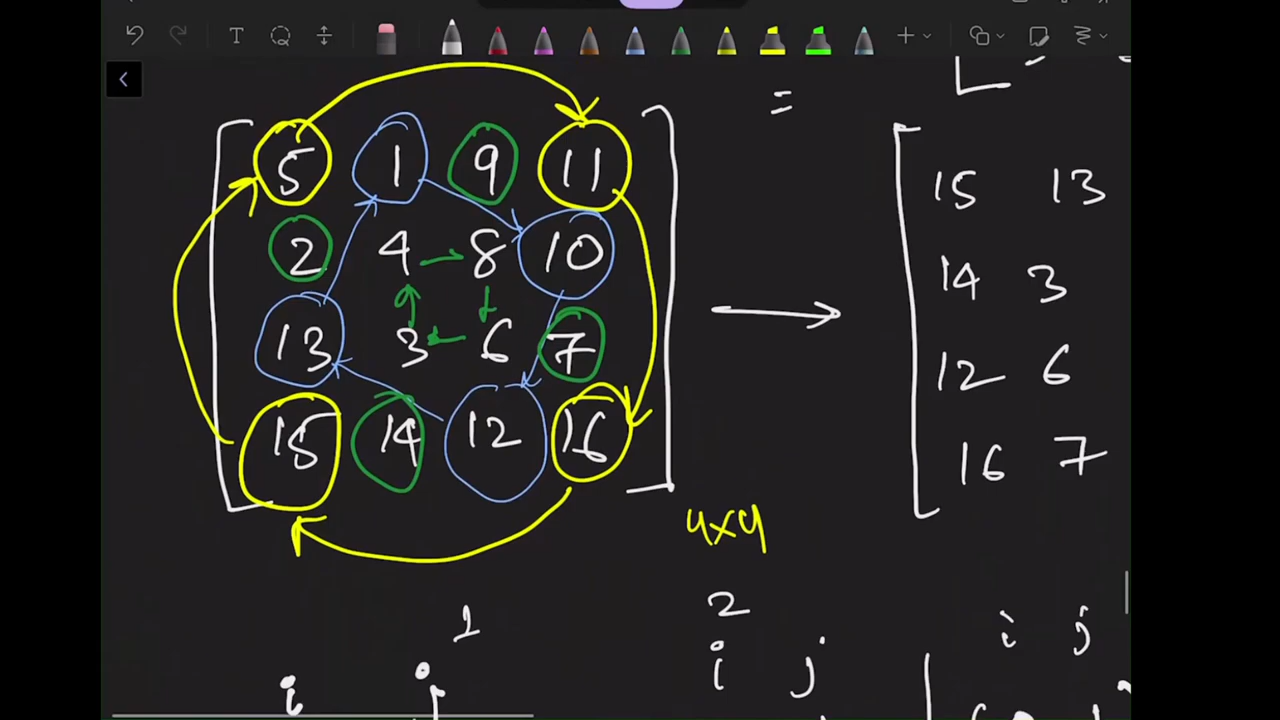 T
=
5 1 9 11
2 4 8 10
13 3 6 7
15 14 12 16
15 13
14 3
12 6
16 7
4x4
1
2
i j
i j
i j